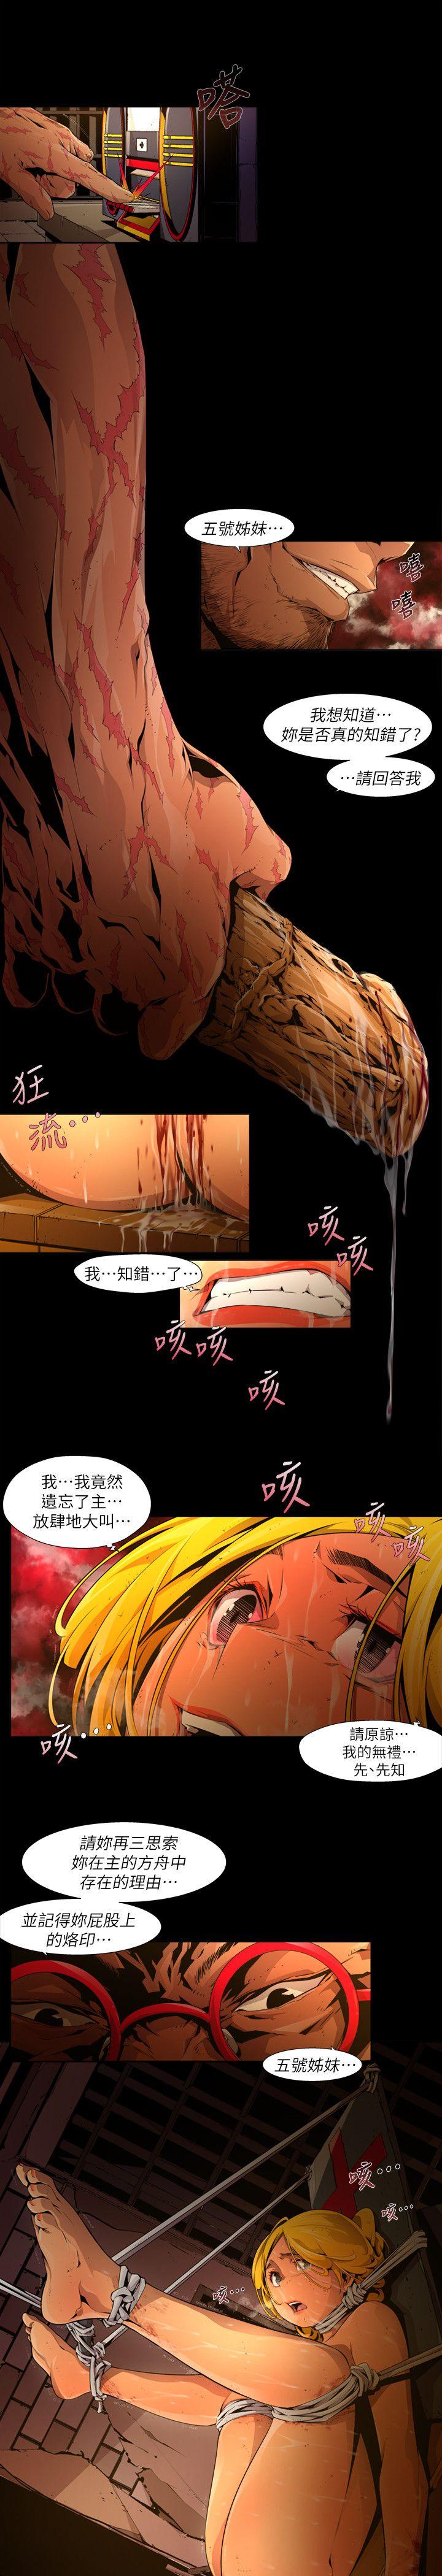 嗒
五號姊妹…
嘻
嘻
我想知道…
妳是否真的知錯了?
…請回答我
狂
流…
咳
咳
我…知錯…了…
咳咳
咳
咳
我…我竟然
遺忘了主…
放肆地大叫…
咳
咳
咳…
請原諒…
我的無禮…
先、先知
請妳再三思索
妳在主的方舟中
存在的理由…
並記得妳屁股上
的烙印…
五號姊妹…
咳…
咳…
咳…